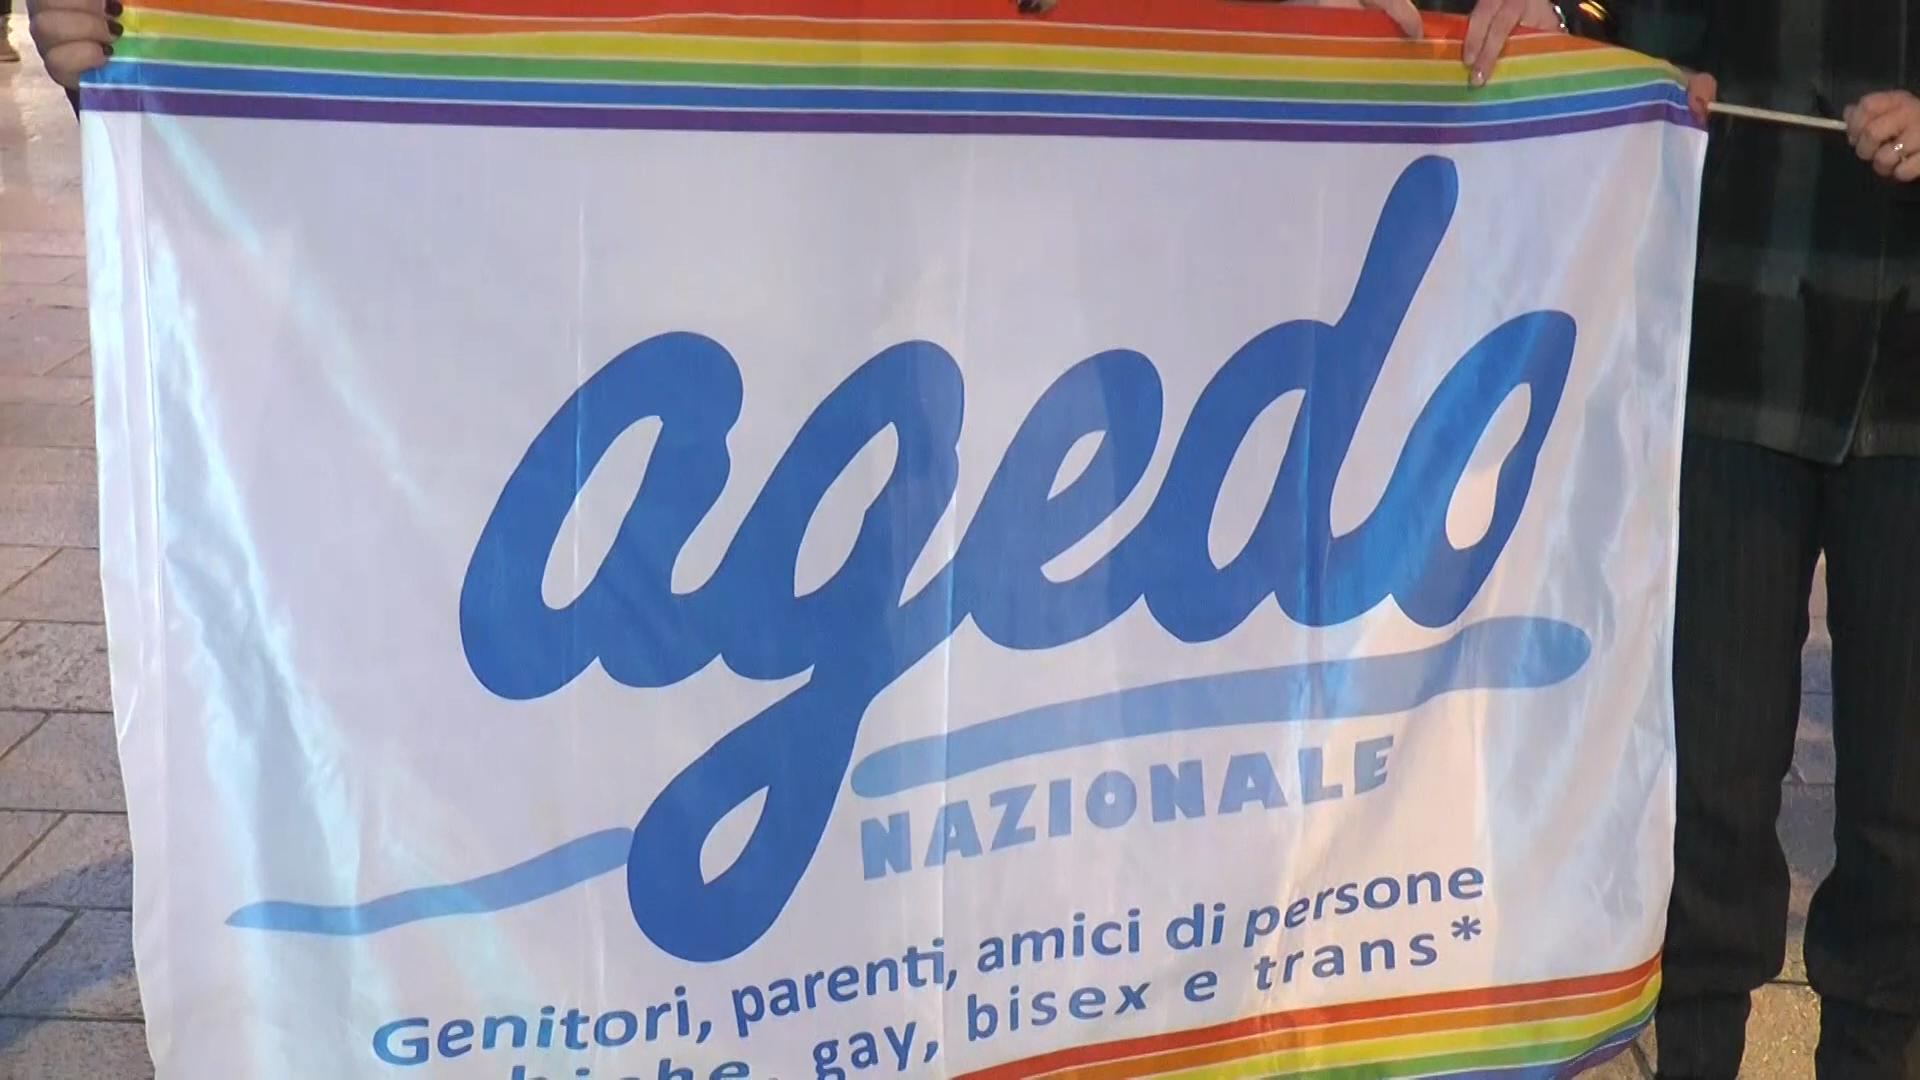 agedo
NAZIONALE
Genitori, parenti, amici di persone
gay, bisex e trans*